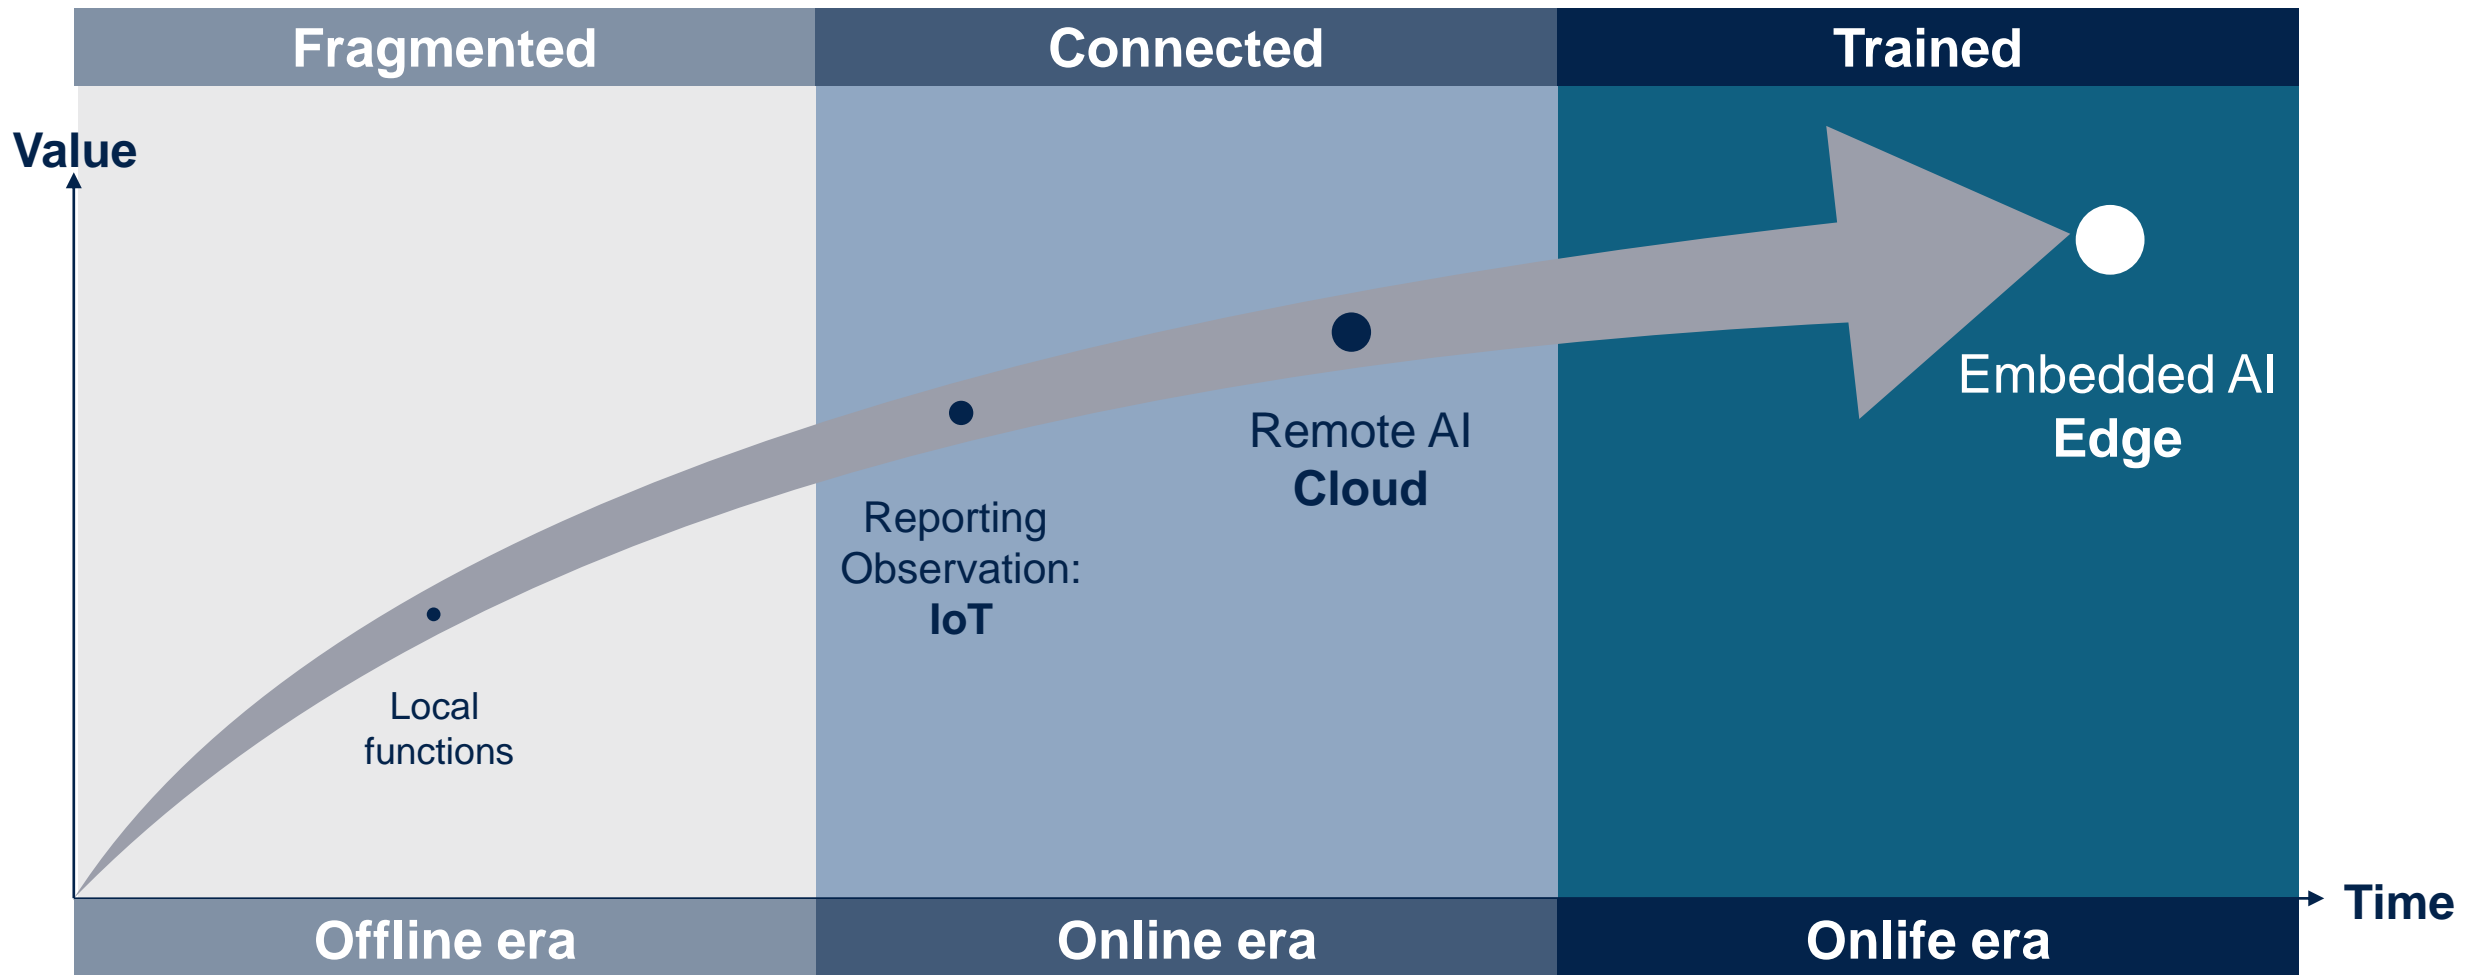 Fragmented
Connected
Trained
Value
Embedded AI
Edge
Remote AI
Cloud
Reporting
Observation:
IoT
Local
functions
Time
Offline era
Online era
Onlife era